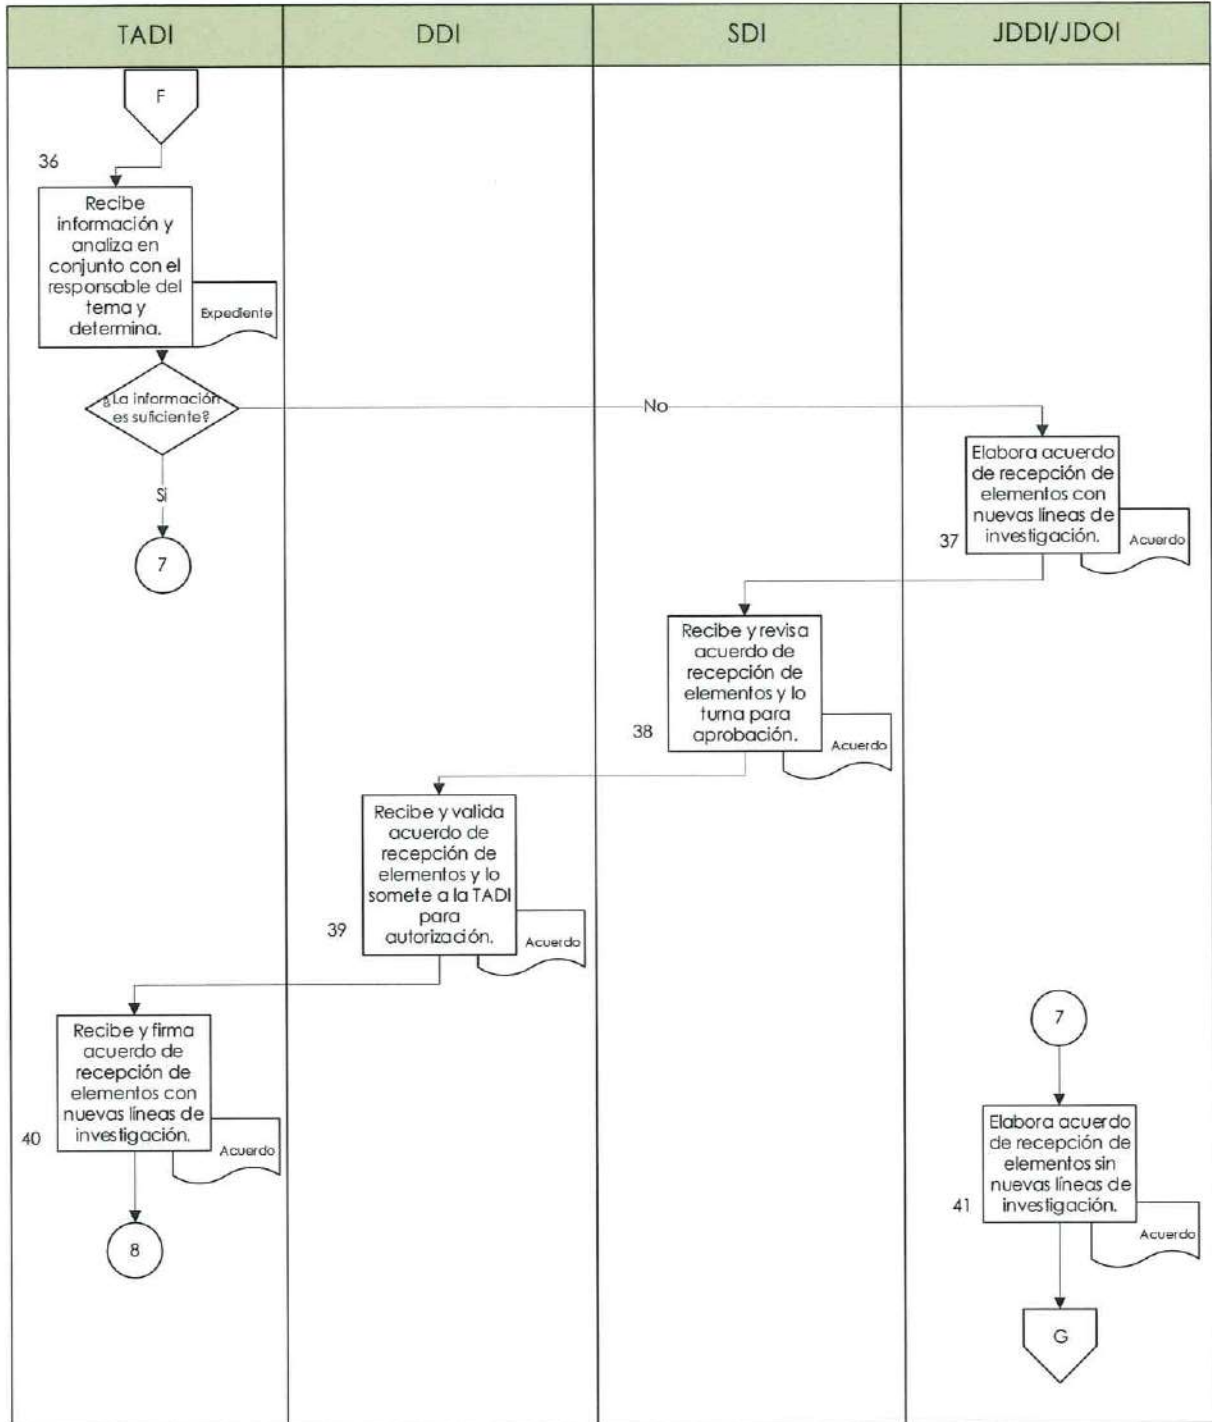 TADI
DDI
SDI
JDDI/JDOI
F
36
Recibe
información y
analiza en
conjunto con el
responsable del
tema y
determina.
Expediente
¿La información
es suficiente?
No
Si
7
Elabora acuerdo
de recepción de
elementos con
nuevas líneas de
investigación.
37
Acuerdo
Recibe y revisa
acuerdo de
recepción de
elementos y lo
turna para
aprobación.
38
Acuerdo
Recibe y valida
acuerdo de
recepción de
elementos y lo
somete a la TADI
para
autorización.
39
Acuerdo
Recibe y firma
acuerdo de
recepción de
elementos con
nuevas líneas de
investigación.
40
Acuerdo
8
7
Elabora acuerdo
de recepción de
elementos sin
nuevas líneas de
investigación.
41
Acuerdo
G